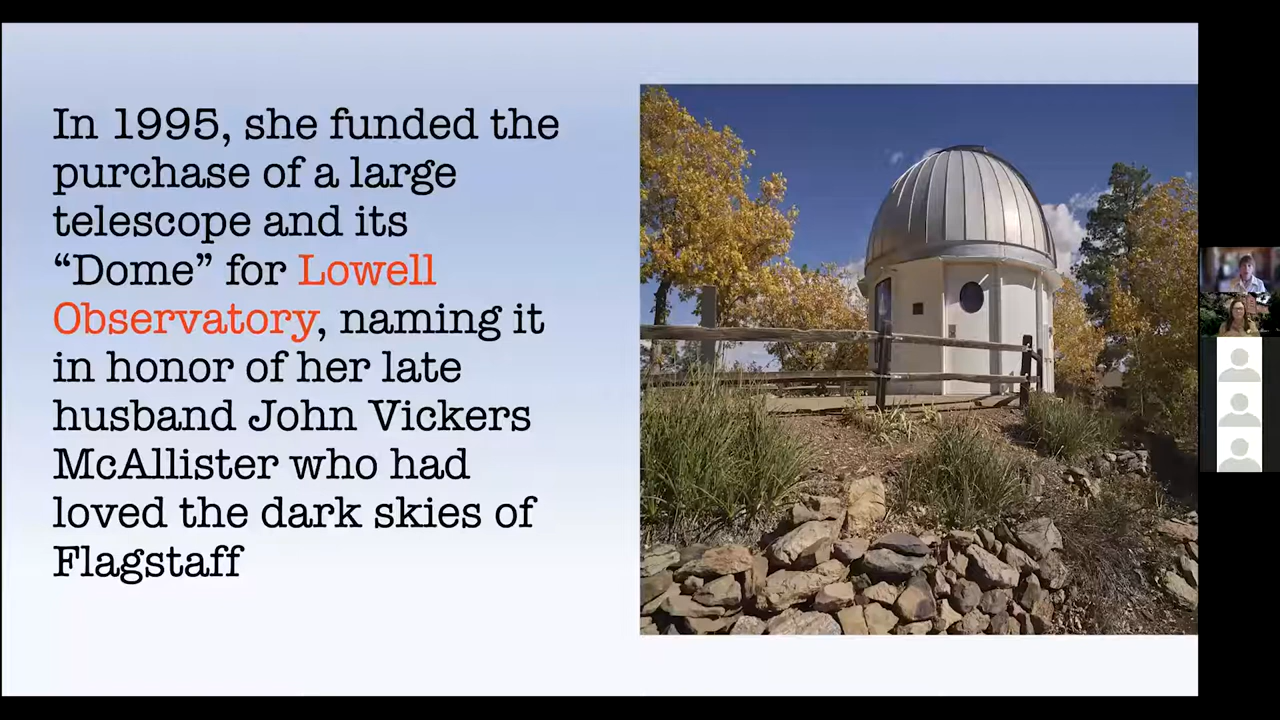 In 1995, she funded the
purchase of a large
telescope and its
“Dome” for Lowell
Observatory, naming it
in honor of her late
husband John Vickers
McAllister who had
loved the dark skies of
Flagstaff